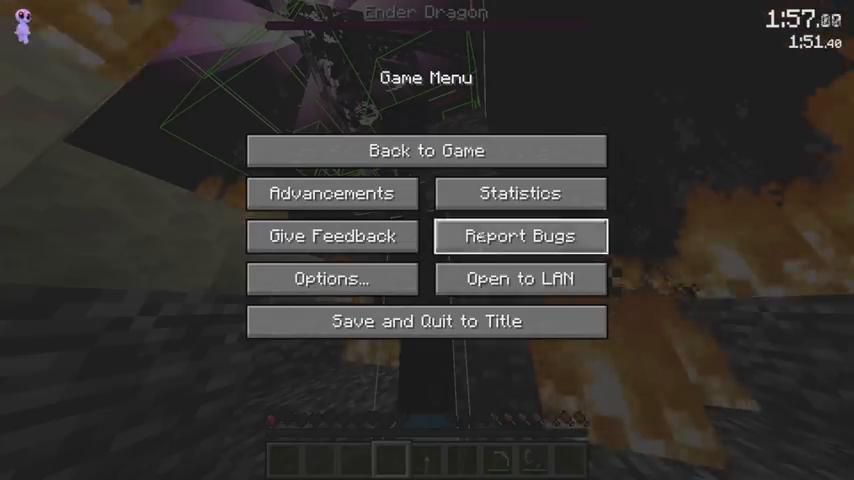 Ender Dragon
1:57.08
1:51.40
Game Menu
Back to Game
Advancements
Statistics
Give Feedback
Report Bugs
Options...
Open to LAN
Save and Quit to Title